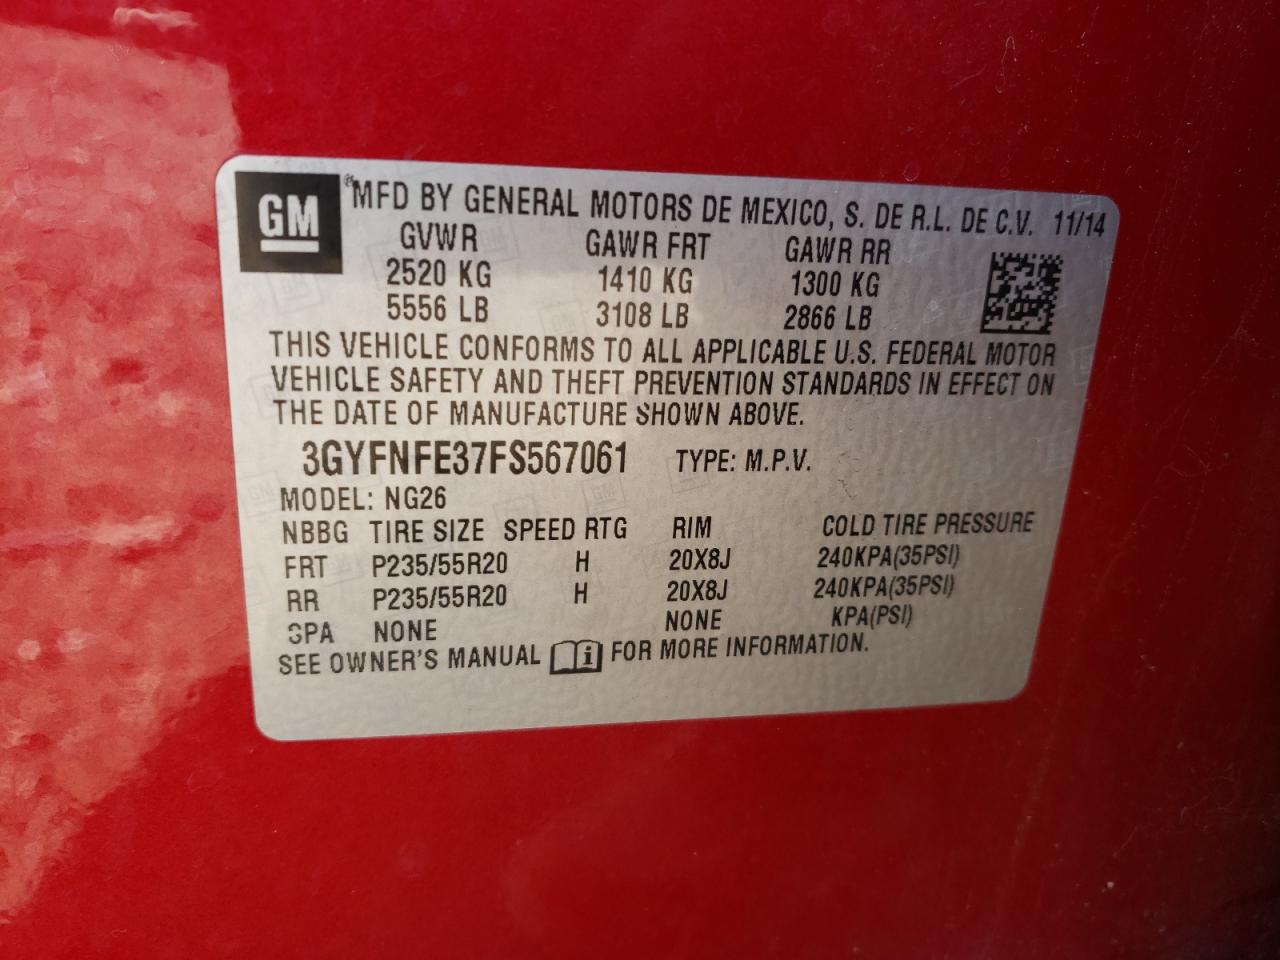 GM ® MFD BY GENERAL MOTORS DE MEXICO, S. DE R.L. DE C.V. 11/14
GVWR GAWR FRT GAWR RR
2520 KG 1410 KG 1300 KG
5556 LB 3108 LB 2866 LB
THIS VEHICLE CONFORMS TO ALL APPLICABLE U.S. FEDERAL MOTOR
VEHICLE SAFETY AND THEFT PREVENTION STANDARDS IN EFFECT ON
THE DATE OF MANUFACTURE SHOWN ABOVE.
3GYFNFE37FS567061 TYPE: M.P.V.
MODEL: NG26
NBBG TIRE SIZE SPEED RTG RIM COLD TIRE PRESSURE
FRT P235/55R20 H 20X8J 240KPA(35PSI)
RR P235/55R20 H 20X8J 240KPA(35PSI)
SPA NONE NONE KPA(PSI)
SEE OWNER'S MANUAL i FOR MORE INFORMATION.